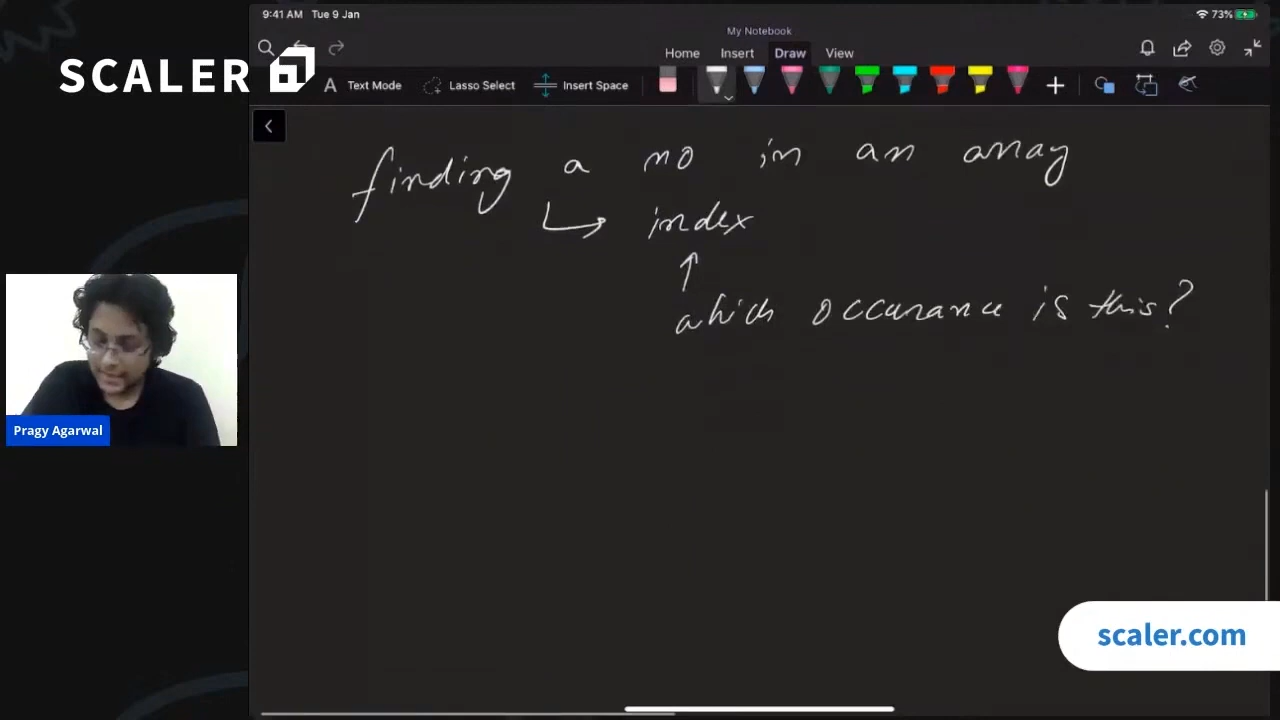 9:41 AM Tue 9 Jan
73%
My Notebook
Home Insert Draw View
SCALER
Text Mode Lasso Select Insert Space
finding a no in an array
index
which occurance is this?
Pragy Agarwal
scaler.com